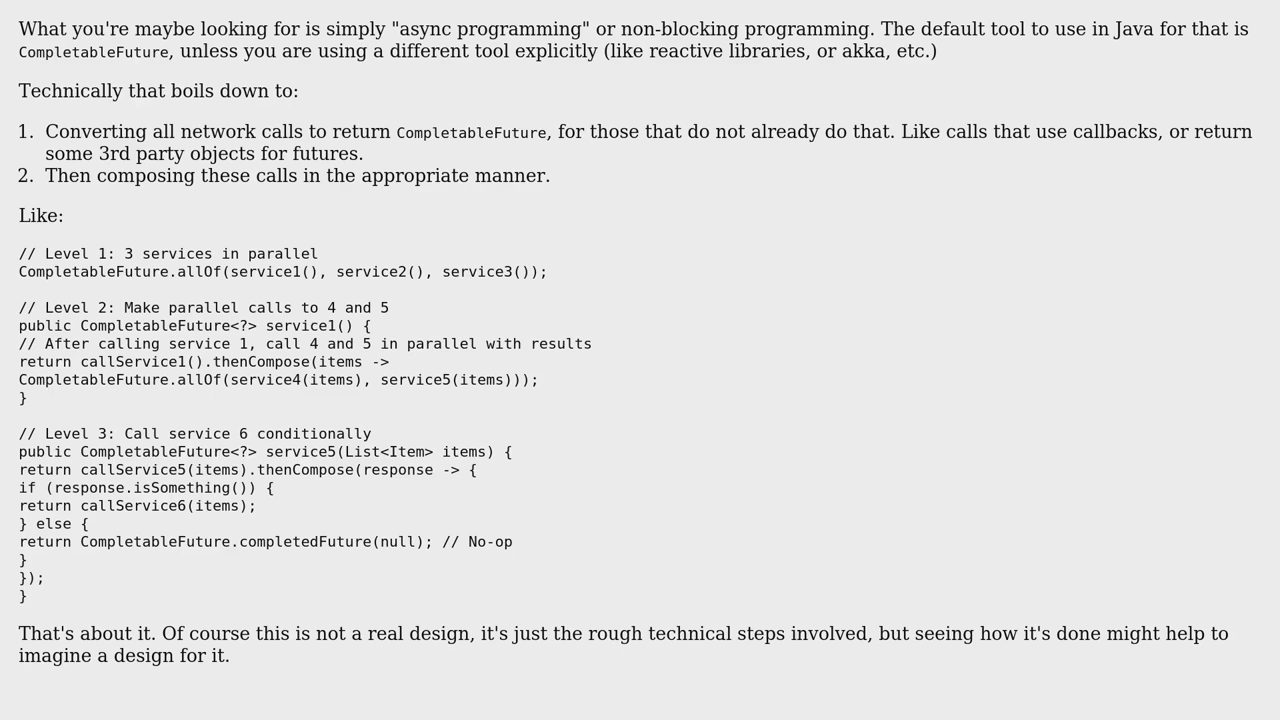 What you're maybe looking for is simply "async programming" or non-blocking programming. The default tool to use in Java for that is
CompletableFuture, unless you are using a different tool explicitly (like reactive libraries, or akka, etc.)
Technically that boils down to:
1. Converting all network calls to return CompletableFuture, for those that do not already do that. Like calls that use callbacks, or return
some 3rd party objects for futures.
2. Then composing these calls in the appropriate manner.
Like:
// Level 1: 3 services in parallel
CompletableFuture.allOf(service1(), service2(), service3());
// Level 2: Make parallel calls to 4 and 5
public CompletableFuture<?> service1() {
// After calling service 1, call 4 and 5 in parallel with results
return callService1().thenCompose(items ->
CompletableFuture.allOf(service4(items), service5(items)));
}
// Level 3: Call service 6 conditionally
public CompletableFuture<?> service5(List<Item> items) {
return callService5(items).thenCompose(response -> {
if (response.isSomething()) {
return callService6(items);
} else {
return CompletableFuture.completedFuture(null); // No-op
}
});
}
That's about it. Of course this is not a real design, it's just the rough technical steps involved, but seeing how it's done might help to
imagine a design for it.